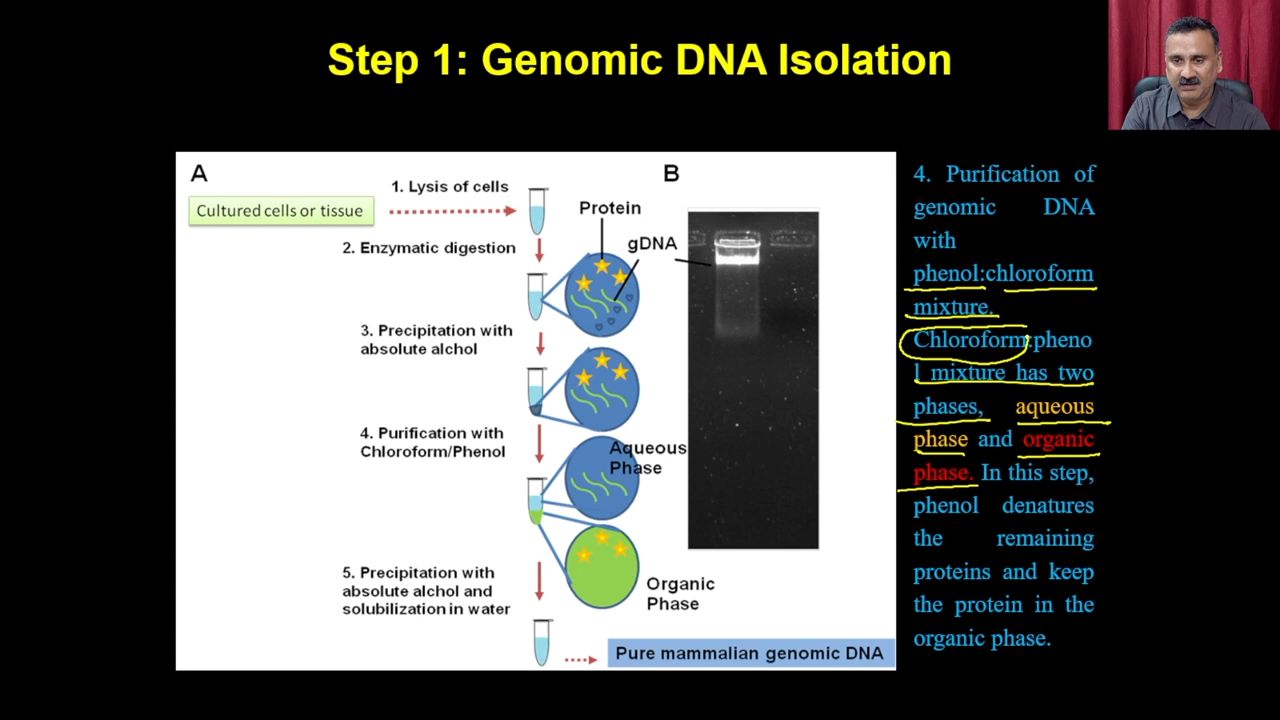 Step 1: Genomic DNA Isolation
A
B
Cultured cells or tissue
1. Lysis of cells
Protein
gDNA
2. Enzymatic digestion
3. Precipitation with
absolute alchol
4. Purification with
Chloroform/Phenol
Aqueous
Phase
5. Precipitation with
absolute alchol and
solubilization in water
Organic
Phase
Pure mammalian genomic DNA
4. Purification of
genomic DNA
with
phenol:chloroform
mixture.
Chloroform:pheno
l mixture has two
phases, aqueous
phase and organic
phase. In this step,
phenol denatures
the remaining
proteins and keep
the protein in the
organic phase.